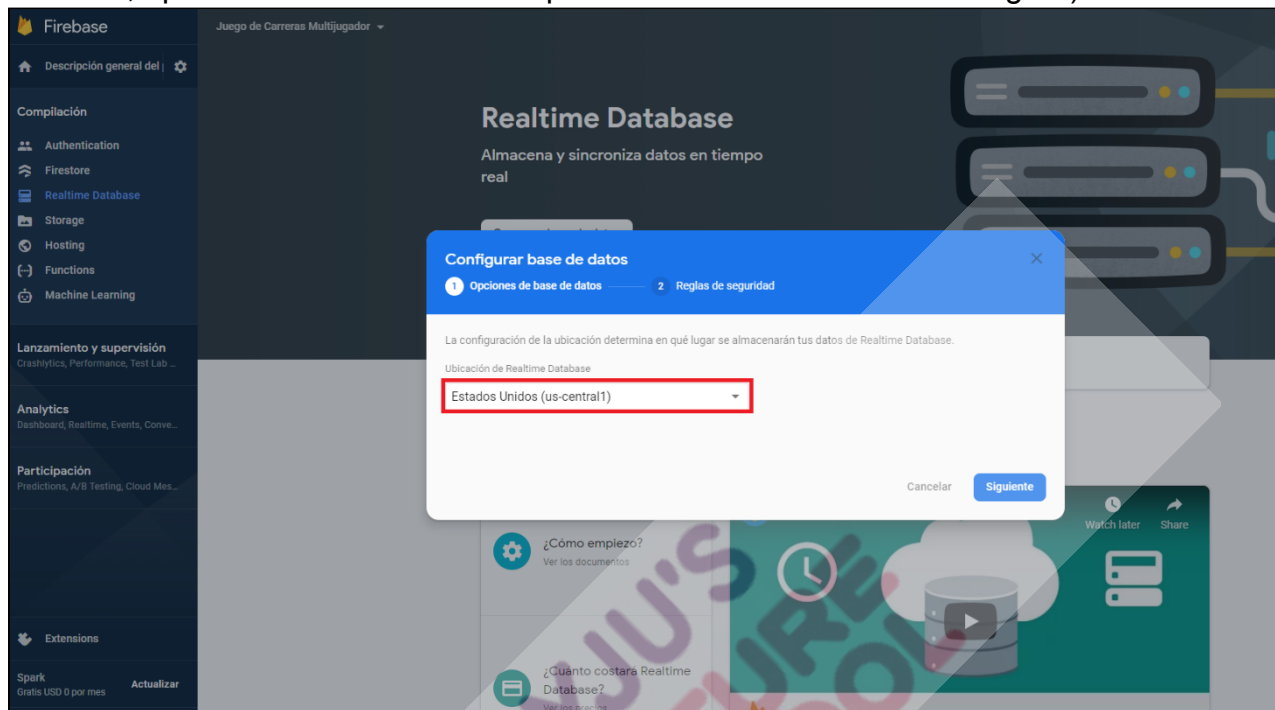 Firebase
Juego de Carreras Multijugador
Descripción general del
Compilación
Authentication
Firestore
Realtime Database
Storage
Hosting
Functions
Machine Learning
Lanzamiento y supervisión
Crashlytics, Performance, Test Lab ...
Analytics
Dashboard, Realtime, Events, Conve...
Participación
Predictions, A/B Testing, Cloud Mes...
Extensions
Spark
Gratis USD 0 por mes
Actualizar
Realtime Database
Almacena y sincroniza datos en tiempo
real
Configurar base de datos
1 Opciones de base de datos
2 Reglas de seguridad
La configuración de la ubicación determina en qué lugar se almacenarán tus datos de Realtime Database.
Ubicación de Realtime Database
Estados Unidos (us-central1)
Cancelar
Siguiente
¿Cómo empiezo?
Ver los documentos
¿Cuánto costará Realtime
Database?
Ver los precios
Watch later
Share